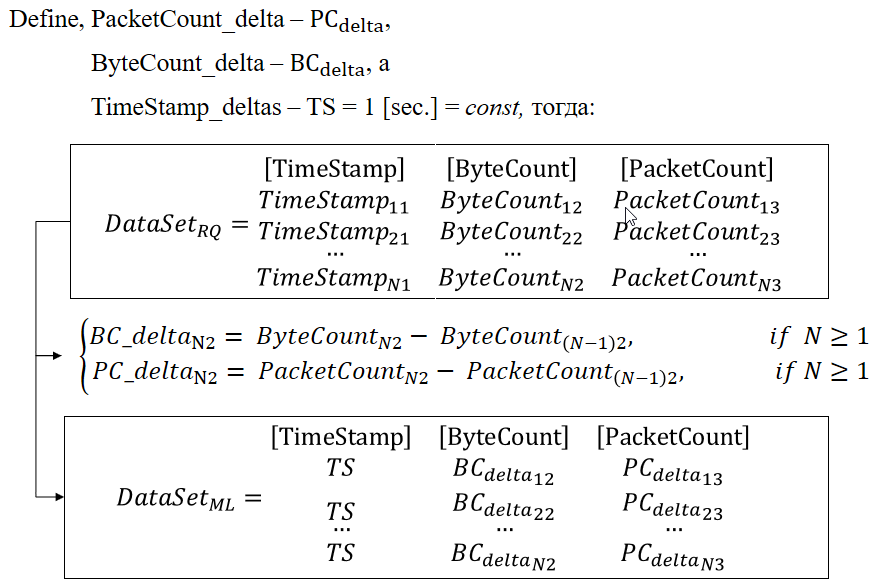 Define, PacketCount_delta – PC_delta,
ByteCount_delta – BC_delta, а
TimeStamp_deltas – TS = 1 [sec.] = const, тогда:
[TimeStamp] [ByteCount] [PacketCount]
TimeStamp_11 ByteCount_12 PacketCount_13
DataSet_RQ = TimeStamp_21 ByteCount_22 PacketCount_23
... ... ...
TimeStamp_N1 ByteCount_N2 PacketCount_N3
{BC_delta_N2 = ByteCount_N2 − ByteCount_(N−1)2, if N ≥ 1
PC_delta_N2 = PacketCount_N2 − PacketCount_(N−1)2, if N ≥ 1
[TimeStamp] [ByteCount] [PacketCount]
TS BC_delta_12 PC_delta_13
DataSet_ML = TS BC_delta_22 PC_delta_23
... ... ...
TS BC_delta_N2 PC_delta_N3